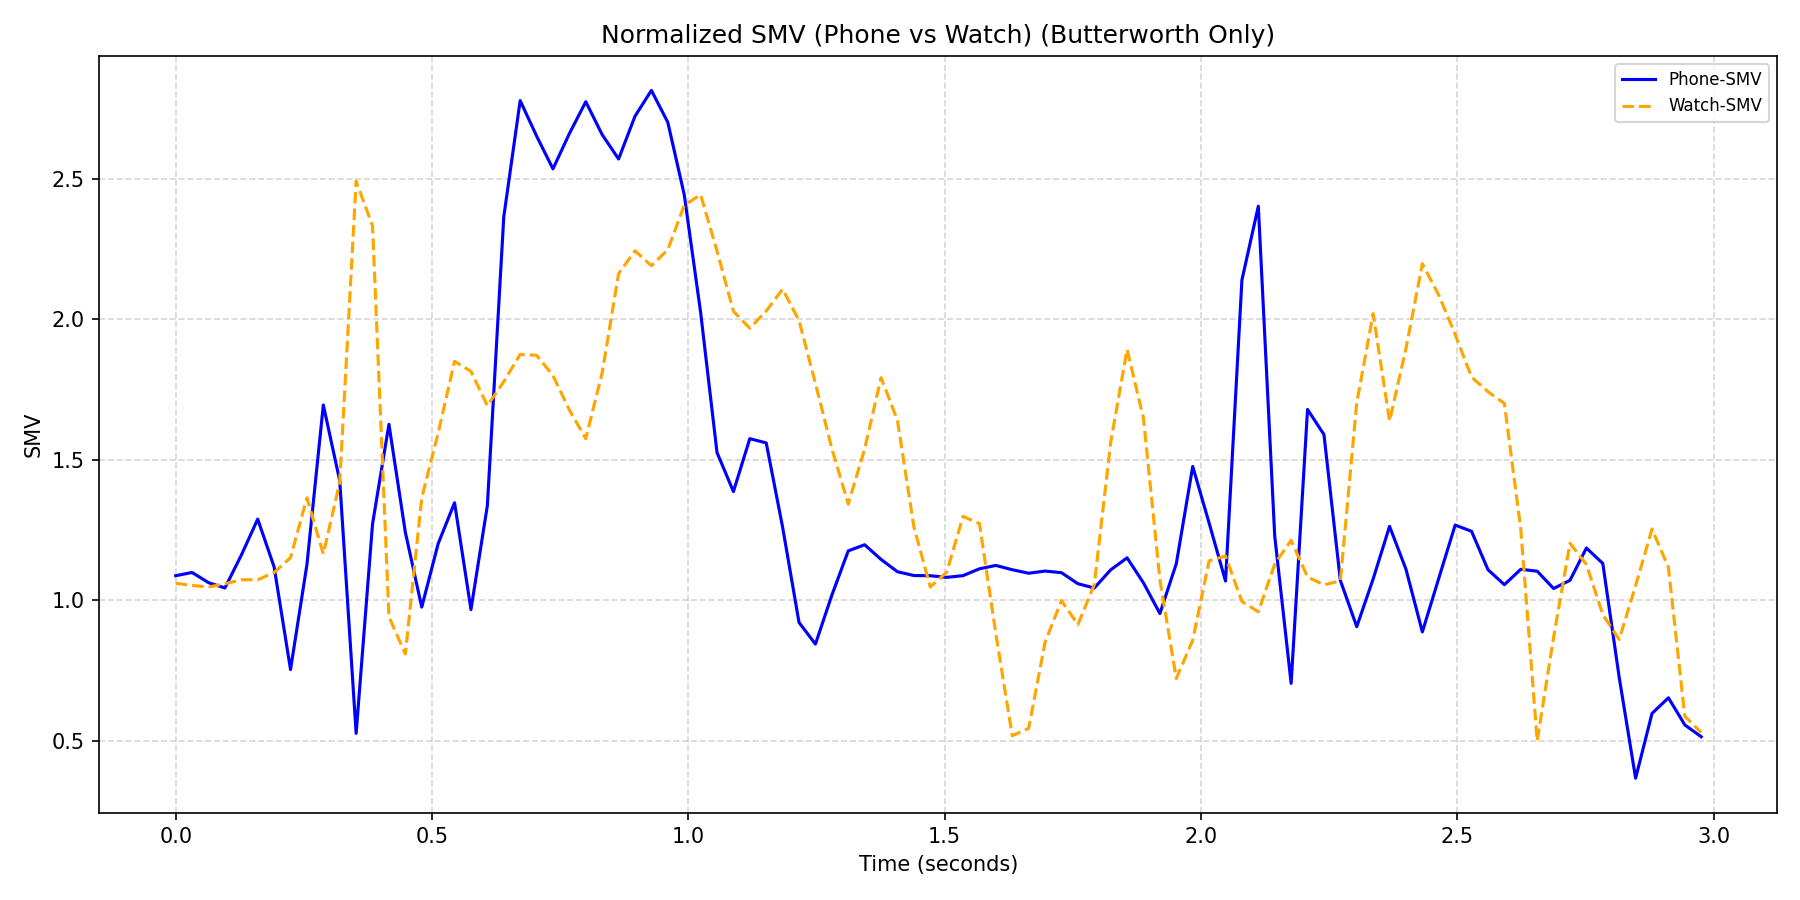 Normalized SMV (Phone vs Watch) (Butterworth Only)
Phone-SMV
Watch-SMV
SMV
2.5
2.0
1.5
1.0
0.5
0.0 0.5 1.0 1.5 2.0 2.5 3.0
Time (seconds)